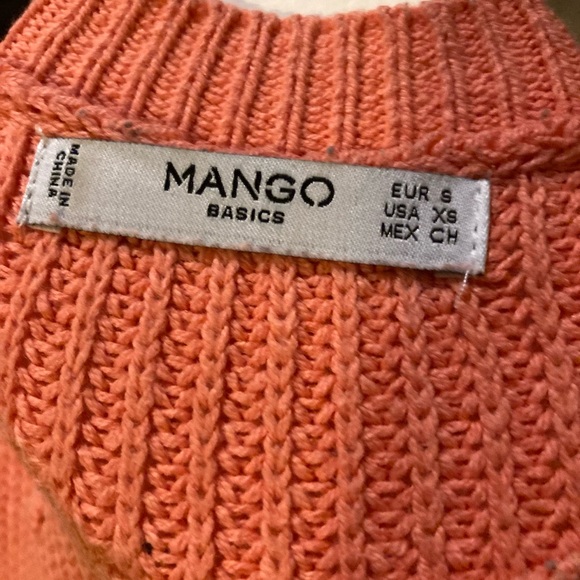 MADE IN
CHINA
MANGO
BASICS
EUR S
USA XS
MEX CH